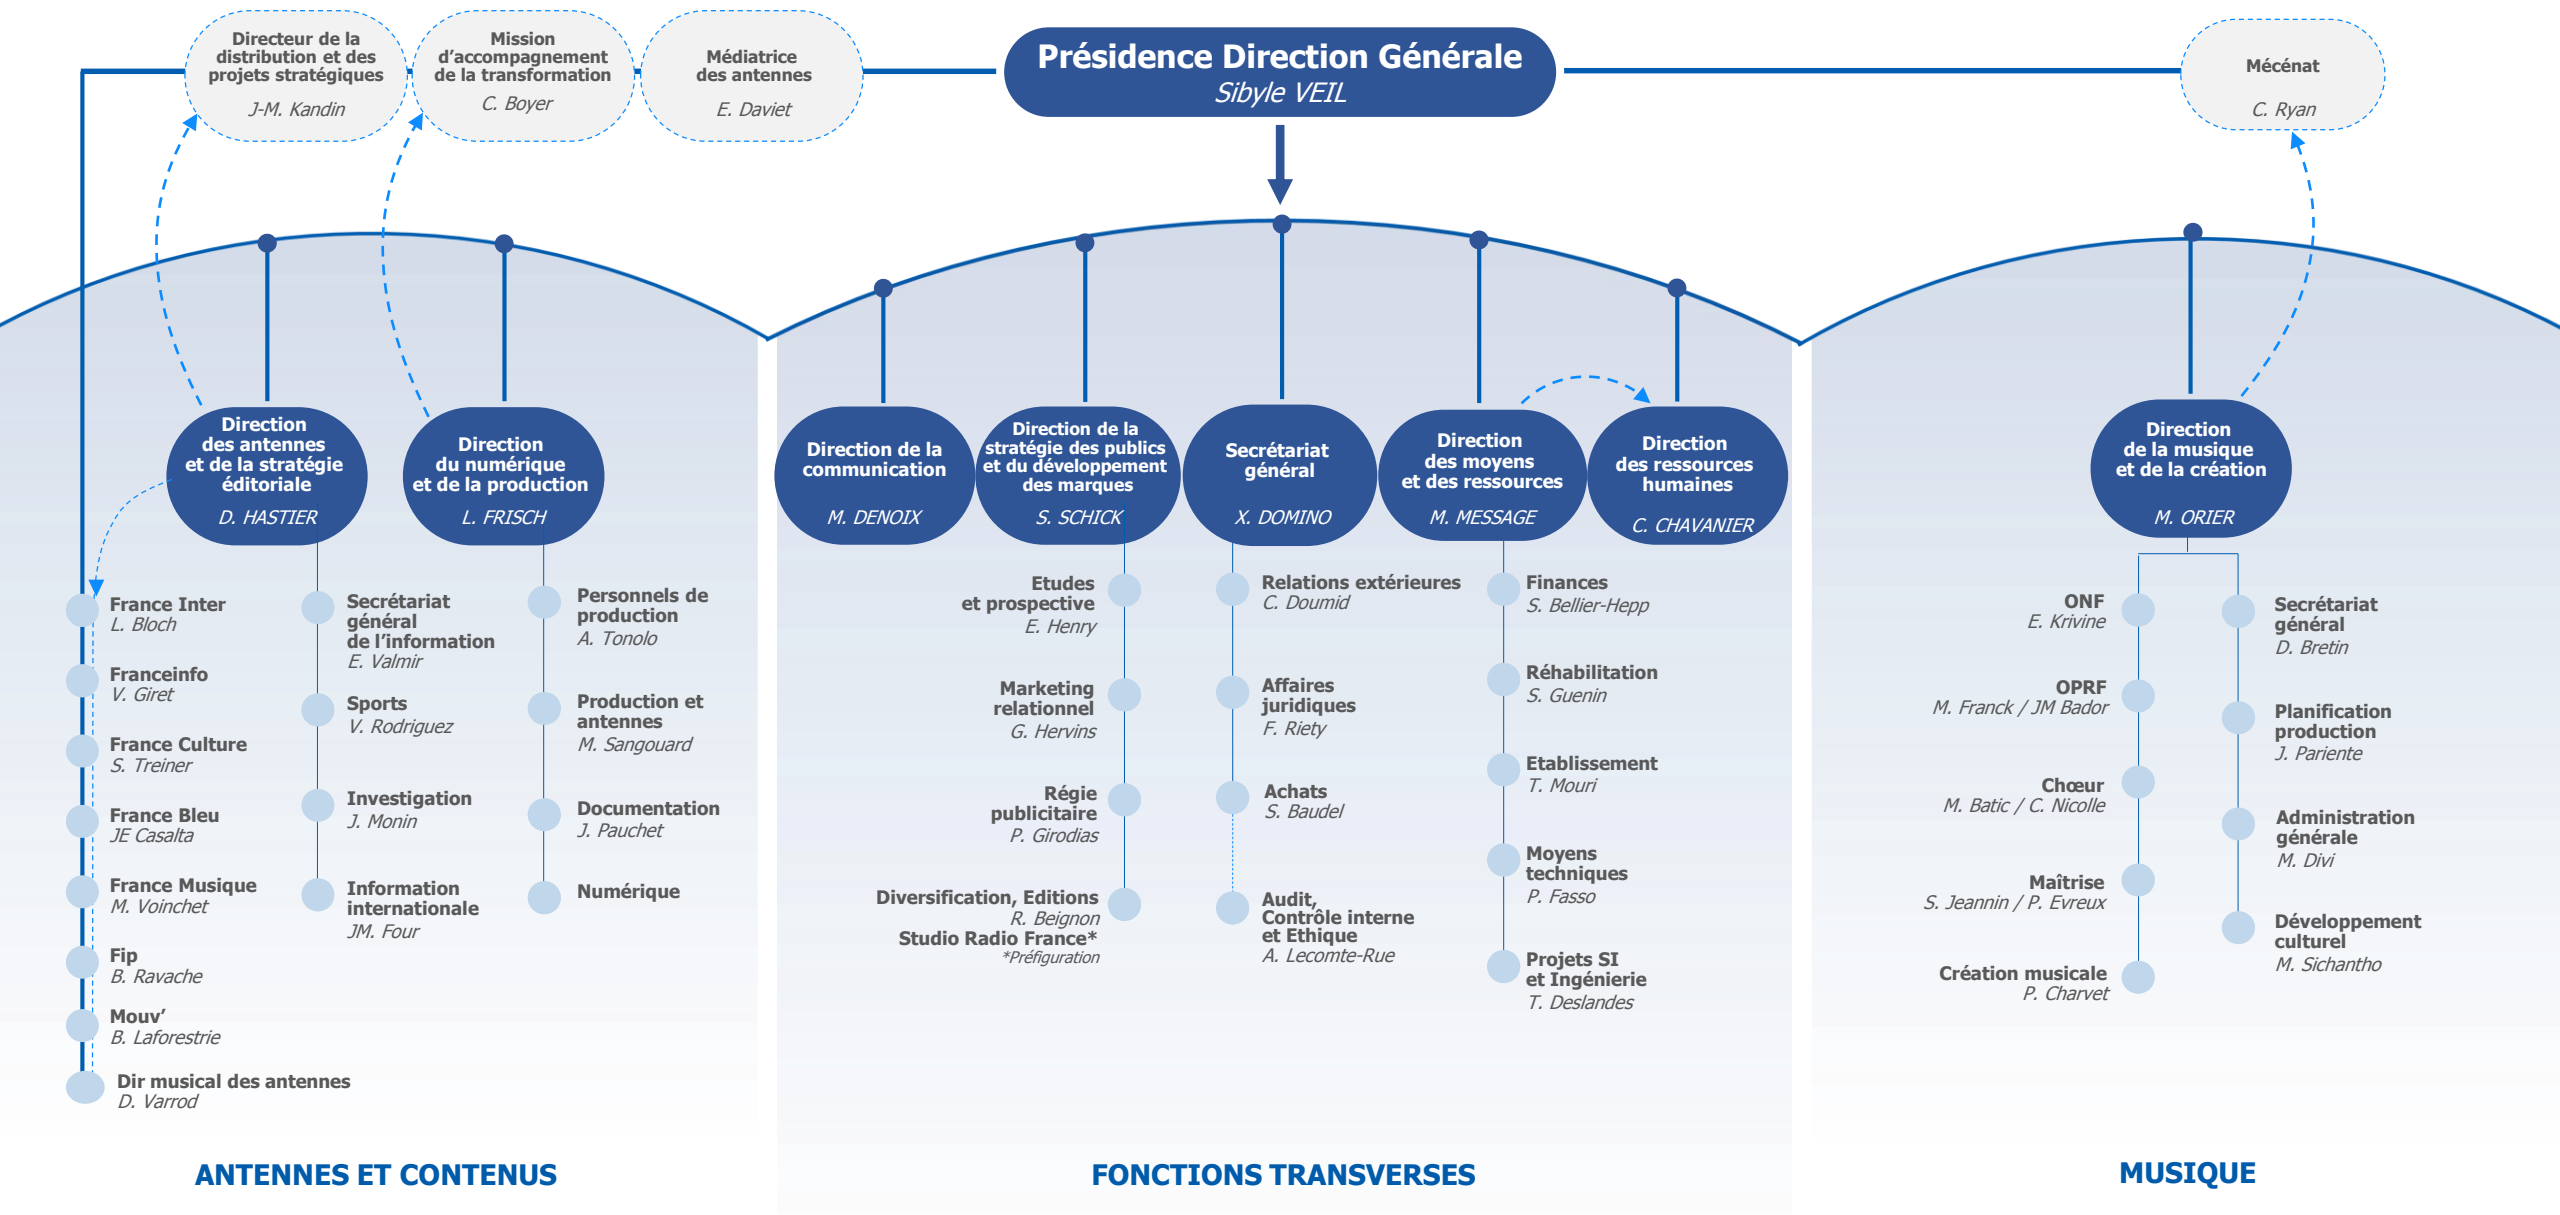 Directeur de la
distribution et des
projets stratégiques
J-M. Kandin
Mission
d’accompagnement
de la transformation
C. Boyer
Médiatrice
des antennes
E. Daviet
Présidence Direction Générale
Sibyle VEIL
Mécénat
C. Ryan
Direction
des antennes
et de la stratégie
éditoriale
D. HASTIER
Direction
du numérique
et de la production
L. FRISCH
Direction de la
communication
M. DENOIX
Direction de la
stratégie des publics
et du développement
des marques
S. SCHICK
Secrétariat
général
X. DOMINO
Direction
des moyens
et des ressources
M. MESSAGE
Direction
des ressources
humaines
C. CHAVANIER
Direction
de la musique
et de la création
M. ORIER
France Inter
L. Bloch
Franceinfo
V. Giret
France Culture
S. Treiner
France Bleu
JE Casalta
France Musique
M. Voinchet
Fip
B. Ravache
Mouv’
B. Laforestrie
Dir musical des antennes
D. Varrod
Secrétariat
général
de l’information
E. Valmir
Sports
V. Rodriguez
Investigation
J. Monin
Information
internationale
JM. Four
Personnels de
production
A. Tonolo
Production et
antennes
M. Sangouard
Documentation
J. Pauchet
Numérique
Etudes
et prospective
E. Henry
Marketing
relationnel
G. Hervins
Régie
publicitaire
P. Girodias
Diversification, Editions
R. Beignon
Studio Radio France*
*Préfiguration
Relations extérieures
C. Doumid
Affaires
juridiques
F. Riety
Achats
S. Baudel
Audit,
Contrôle interne
et Ethique
A. Lecomte-Rue
Finances
S. Bellier-Hepp
Réhabilitation
S. Guenin
Etablissement
T. Mouri
Moyens
techniques
P. Fasso
Projets SI
et Ingénierie
T. Deslandes
ONF
E. Krivine
OPRF
M. Franck / JM Bador
Chœur
M. Batic / C. Nicolle
Maîtrise
S. Jeannin / P. Evreux
Création musicale
P. Charvet
Secrétariat
général
D. Bretin
Planification
production
J. Pariente
Administration
générale
M. Divi
Développement
culturel
M. Sichantho
ANTENNES ET CONTENUS
FONCTIONS TRANSVERSES
MUSIQUE